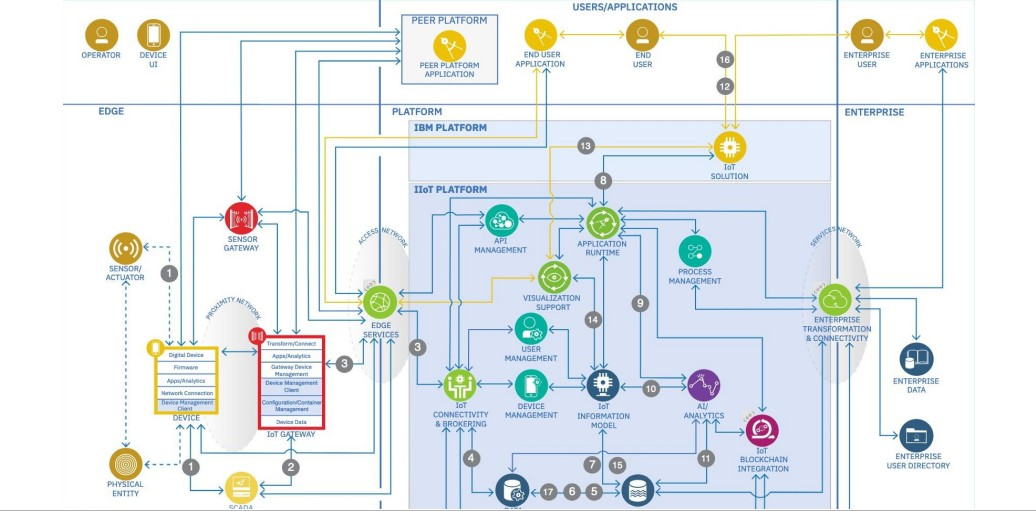 USERS/APPLICATIONS
PEER PLATFORM
PEER PLATFORM
APPLICATION
OPERATOR
DEVICE
UI
END USER
APPLICATION
END
USER
16
12
ENTERPRISE
USER
ENTERPRISE
APPLICATIONS
EDGE
PLATFORM
ENTERPRISE
IBM PLATFORM
13
IoT
SOLUTION
8
IIoT PLATFORM
SENSOR
GATEWAY
ACCESS NETWORK
API
MANAGEMENT
APPLICATION
RUNTIME
PROCESS
MANAGEMENT
SERVICES NETWORK
SENSOR/
ACTUATOR
1
VISUALIZATION
SUPPORT
9
14
PROXIMITY NETWORK
EDGE
SERVICES
ENTERPRISE
TRANSFORMATION
& CONNECTIVITY
USER
MANAGEMENT
3
3
Digital Device
Firmware
Apps/Analytics
Network Connection
Device Management
Client
DEVICE
Transform/Connect
Apps/Analytics
Gateway Device
Management
Device Management
Client
Configuration/Container
Management
Device Data
IoT GATEWAY
IoT
CONNECTIVITY
& BROKERING
DEVICE
MANAGEMENT
IoT
INFORMATION
MODEL
10
AI/
ANALYTICS
ENTERPRISE
DATA
IoT
BLOCKCHAIN
INTEGRATION
ENTERPRISE
USER DIRECTORY
1
2
4
7
15
11
PHYSICAL
ENTITY
SCADA
17
6
5